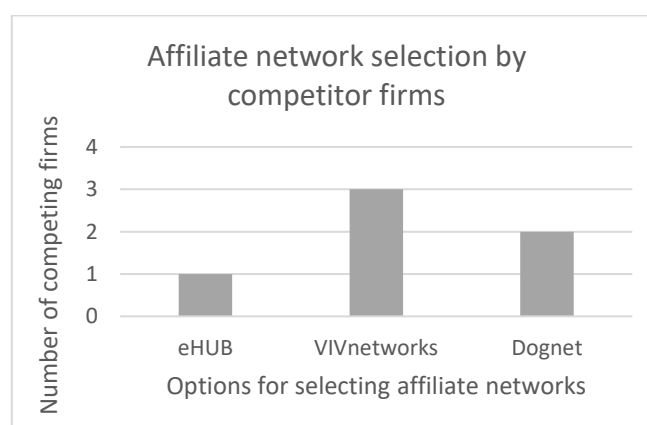 Affiliate network selection by
competitor firms
Number of competing firms
4
3
2
1
0
eHUB
VIVnetworks
Dognet
Options for selecting affiliate networks